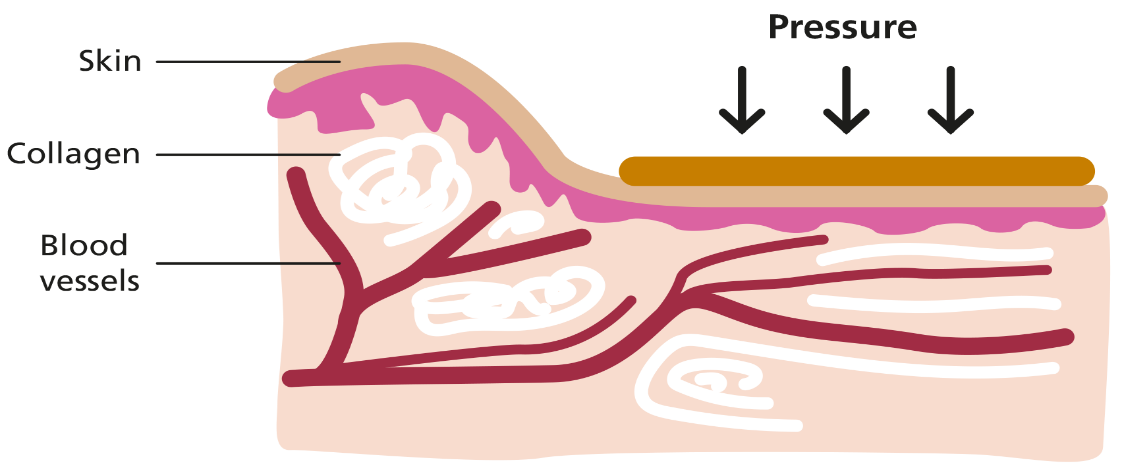 Pressure
Skin
Collagen
Blood
vessels